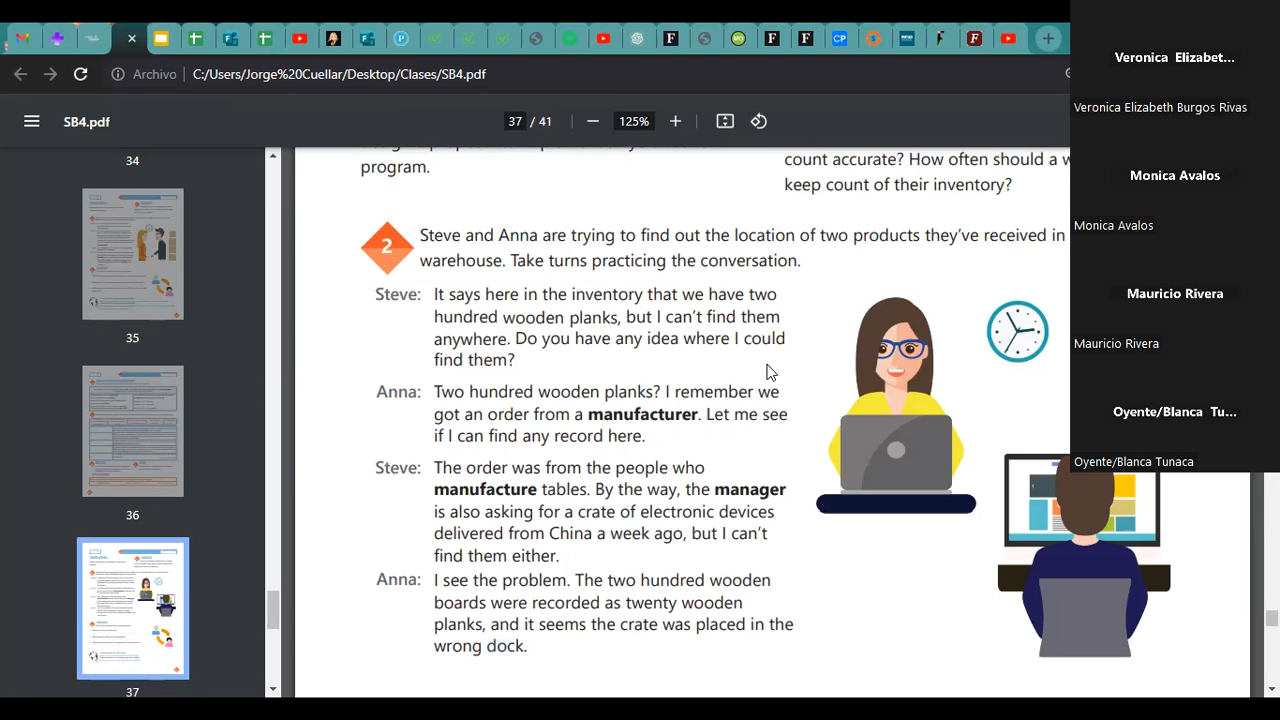 Archivo C:/Users/Jorge%20Cuellar/Desktop/Clases/SB4.pdf
SB4.pdf
37 / 41
125%
34
35
36
37
program.
count accurate? How often should a w
keep count of their inventory?
2
Steve and Anna are trying to find out the location of two products they've received in
warehouse. Take turns practicing the conversation.
Steve: It says here in the inventory that we have two
hundred wooden planks, but I can't find them
anywhere. Do you have any idea where I could
find them?
Anna: Two hundred wooden planks? I remember we
got an order from a manufacturer. Let me see
if I can find any record here.
Steve: The order was from the people who
manufacture tables. By the way, the manager
is also asking for a crate of electronic devices
delivered from China a week ago, but I can't
find them either.
Anna: I see the problem. The two hundred wooden
boards were recorded as twenty wooden
planks, and it seems the crate was placed in the
wrong dock.
Veronica Elizabet...
Veronica Elizabeth Burgos Rivas
Monica Avalos
Monica Avalos
Mauricio Rivera
Mauricio Rivera
Oyente/Blanca Tu...
Oyente/Blanca Tunaca